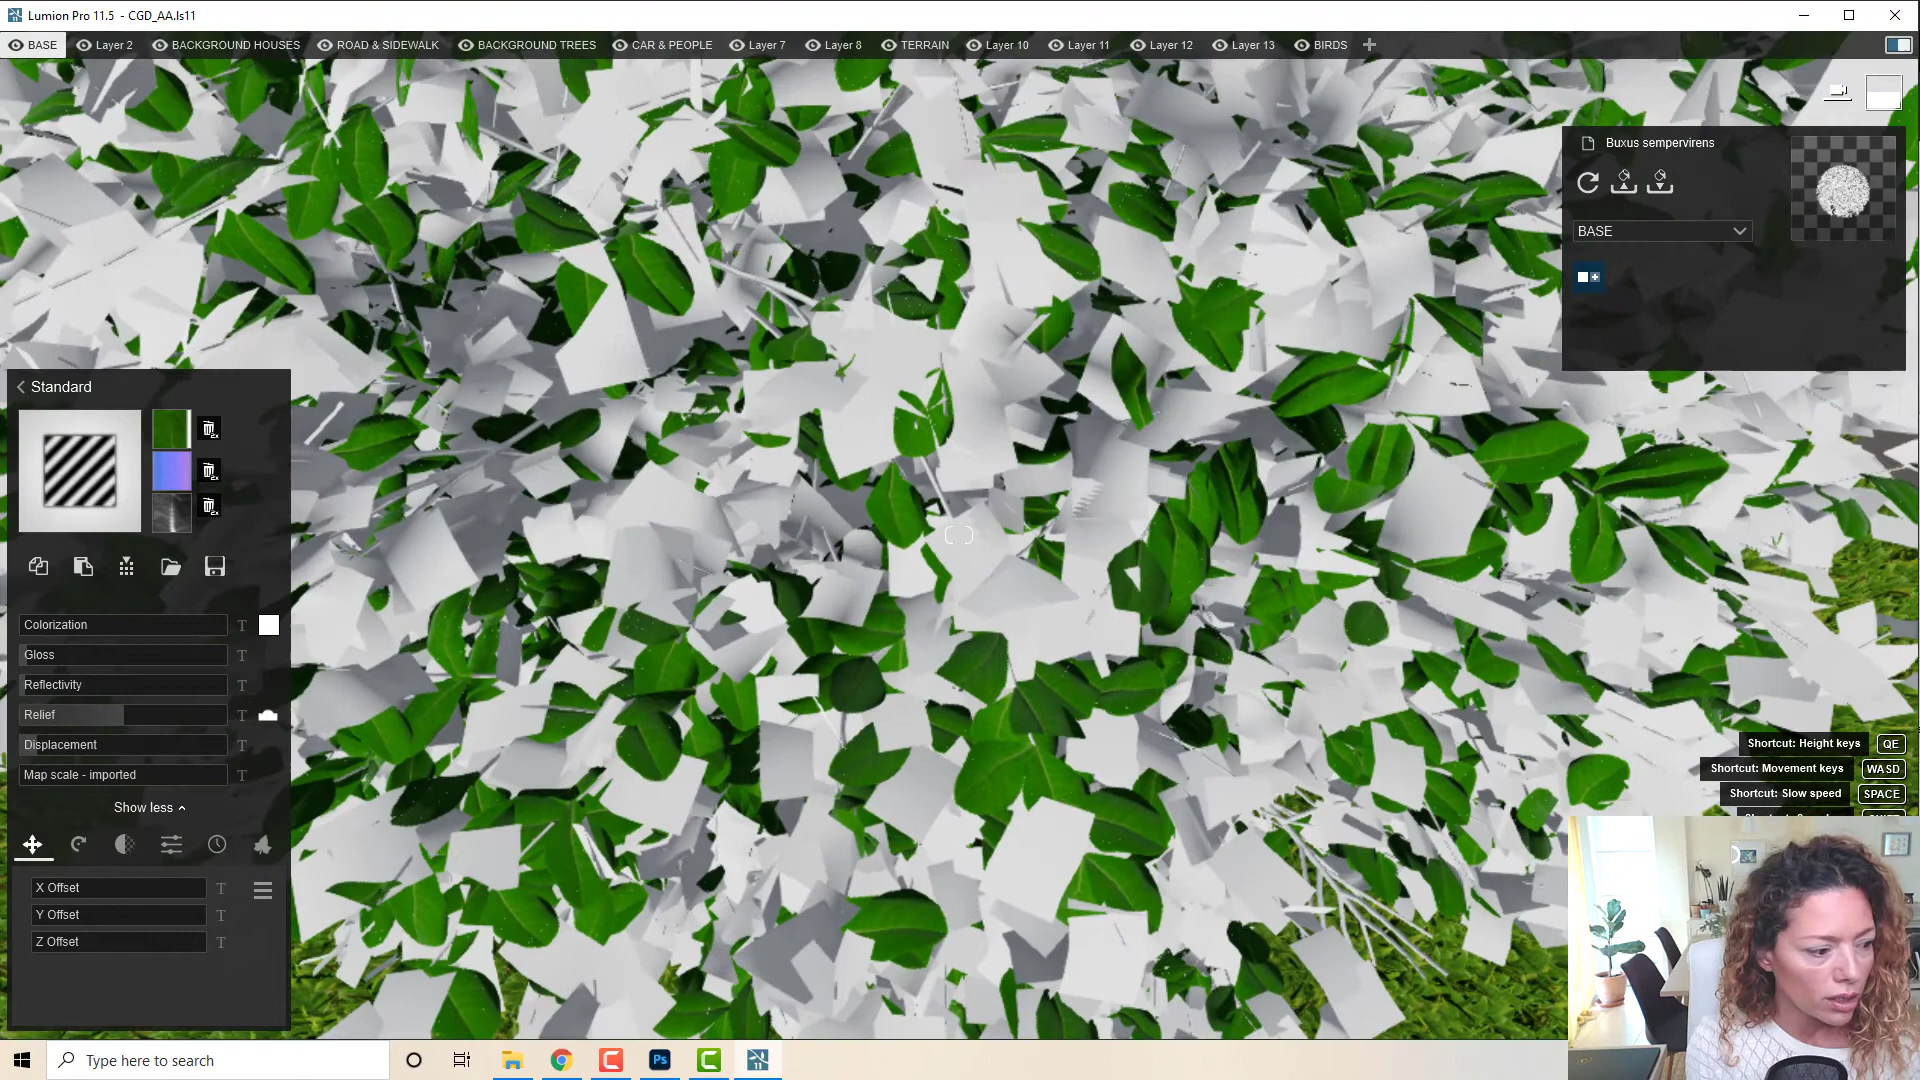 Lumion Pro 11.5 - CGD_AA.ls11
BASE
Layer 2
BACKGROUND HOUSES
ROAD & SIDEWALK
BACKGROUND TREES
CAR & PEOPLE
Layer 7
Layer 8
TERRAIN
Layer 10
Layer 11
Layer 12
Layer 13
BIRDS
Buxus sempervirens
BASE
Standard
Colorization T
Gloss T
Reflectivity T
Relief T
Displacement T
Map scale - imported T
Show less
X Offset T
Y Offset T
Z Offset T
Shortcut: Height keys QE
Shortcut: Movement keys WASD
Shortcut: Slow speed SPACE
Type here to search
Ps